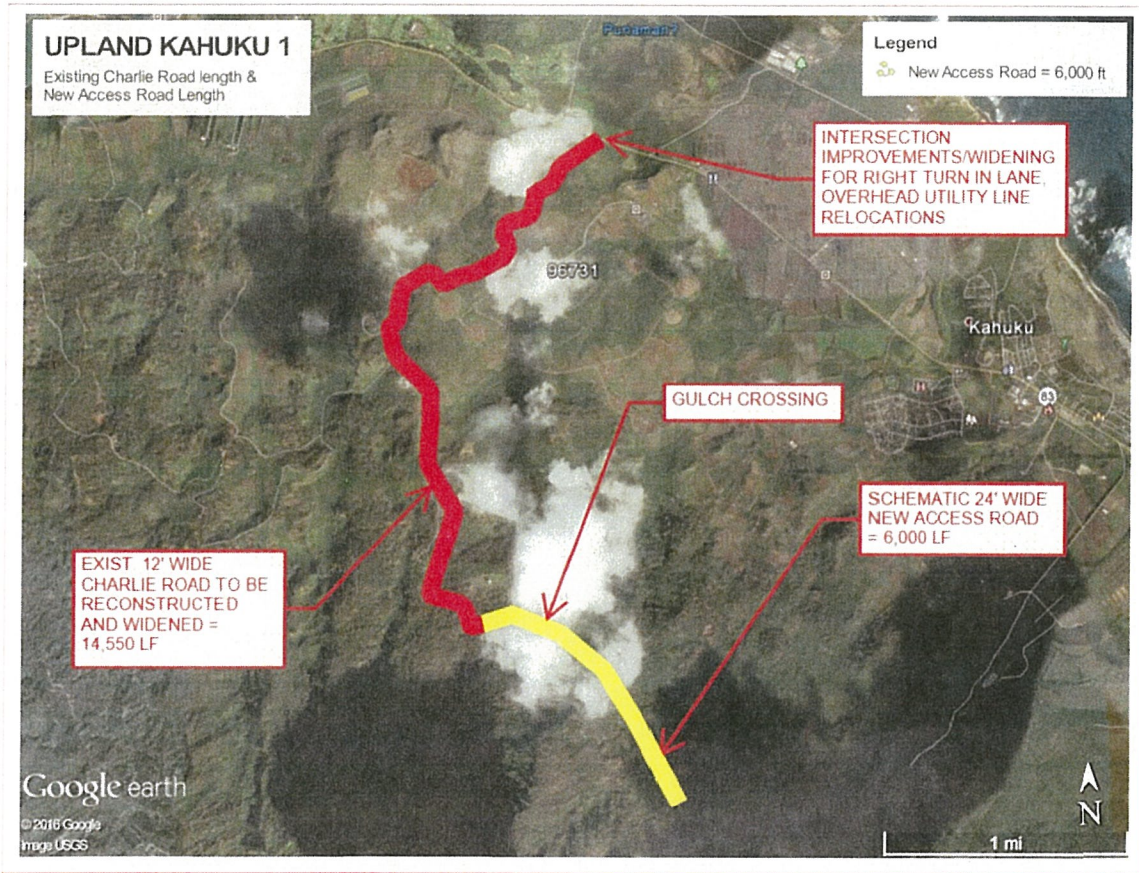 UPLAND KAHUKU 1
Existing Charlie Road length &
New Access Road Length
Legend
New Access Road = 6,000 ft
INTERSECTION
IMPROVEMENTS/WIDENING
FOR RIGHT TURN IN LANE,
OVERHEAD UTILITY LINE
RELOCATIONS
96731
Kahuku
83
GULCH CROSSING
SCHEMATIC 24' WIDE
NEW ACCESS ROAD
= 6,000 LF
EXIST 12' WIDE
CHARLIE ROAD TO BE
RECONSTRUCTED
AND WIDENED =
14,550 LF
Google earth
© 2016 Google
Image USGS
N
1 mi